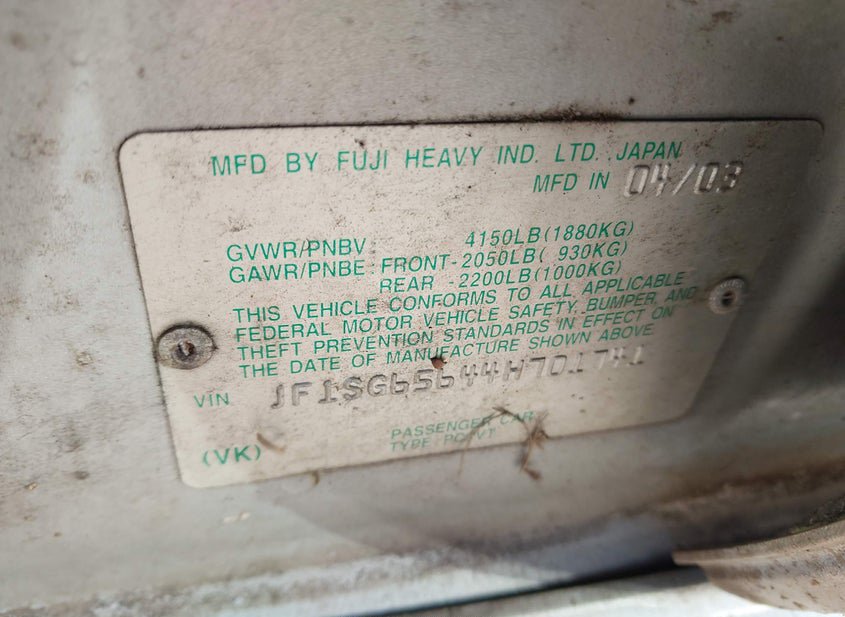 MFD BY FUJI HEAVY IND. LTD. JAPAN
MFD IN 04/03
GVWR/PNBV: 4150LB(1880KG)
GAWR/PNBE: FRONT-2050LB( 930KG)
REAR -2200LB(1000KG)
THIS VEHICLE CONFORMS TO ALL APPLICABLE
FEDERAL MOTOR VEHICLE SAFETY, BUMPER, AND
THEFT PREVENTION STANDARDS IN EFFECT ON
THE DATE OF MANUFACTURE SHOWN ABOVE.
VIN JF1SG65644H701741
PASSENGER CAR
(VK) TYPE: